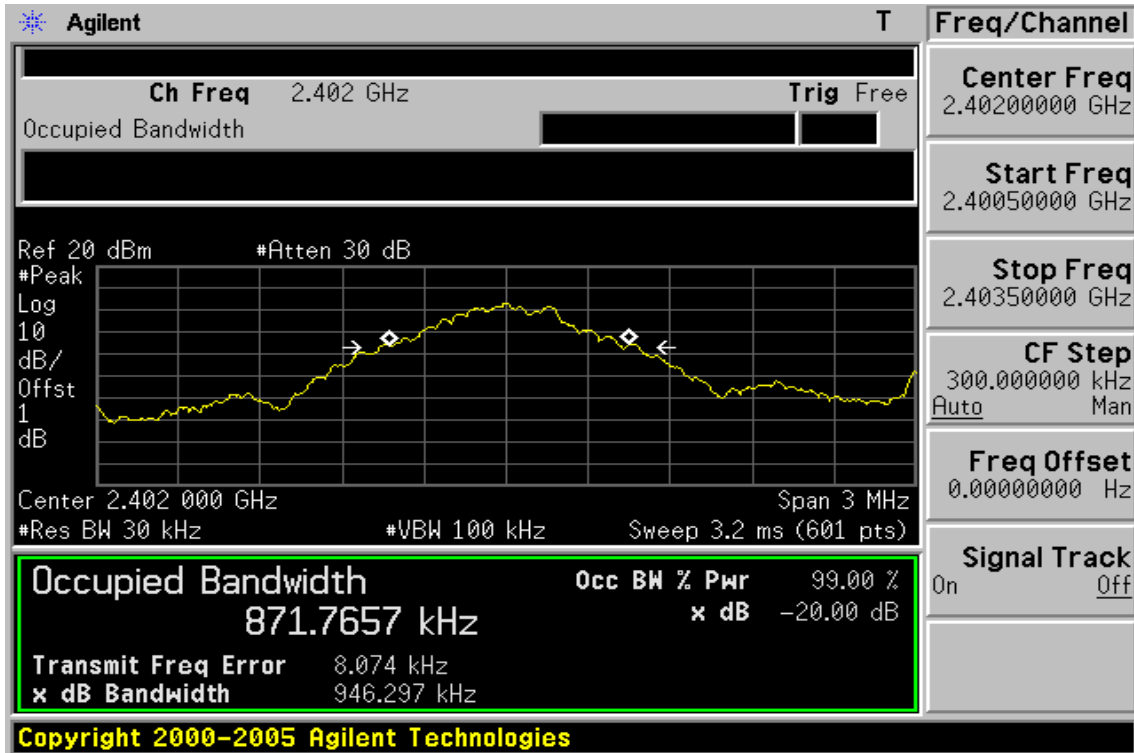 Agilent T
Ch Freq 2.402 GHz Trig Free
Occupied Bandwidth
Ref 20 dBm #Atten 30 dB
#Peak
Log
10
dB/
Offst
1
dB
Center 2.402 000 GHz Span 3 MHz
#Res BW 30 kHz #VBW 100 kHz Sweep 3.2 ms (601 pts)
Occupied Bandwidth
871.7657 kHz
Occ BW % Pwr 99.00 %
x dB -20.00 dB
Transmit Freq Error 8.074 kHz
x dB Bandwidth 946.297 kHz
Copyright 2000-2005 Agilent Technologies
Freq/Channel
Center Freq
2.40200000 GHz
Start Freq
2.40050000 GHz
Stop Freq
2.40350000 GHz
CF Step
300.000000 kHz
Auto Man
Freq Offset
0.00000000 Hz
Signal Track
On Off